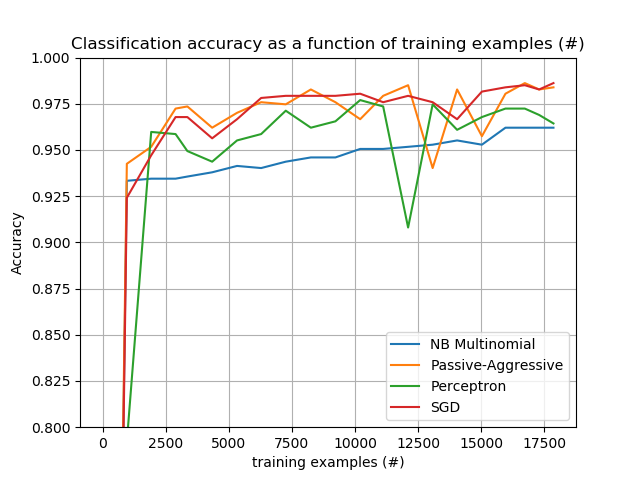 Classification accuracy as a function of training examples (#)
1.000
0.975
0.950
0.925
0.900
0.875
0.850
0.825
0.800
Accuracy
NB Multinomial
Passive-Aggressive
Perceptron
SGD
0 2500 5000 7500 10000 12500 15000 17500
training examples (#)